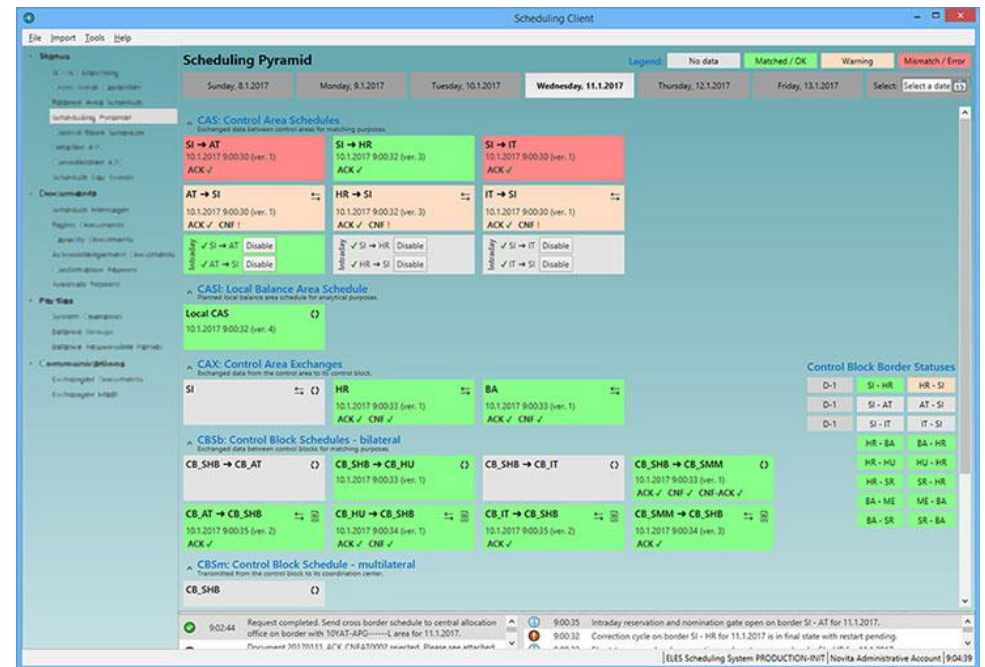 Scheduling Client
File Import Tools Help
Status
Scheduling Pyramid
Documents
Parties
System Operators
Balance Groups
Communications
Exchanged Documents
Scheduling Pyramid
Legend: No data Matched / OK Warning Mismatch / Error
Sunday, 8.1.2017 Monday, 9.1.2017 Tuesday, 10.1.2017 Wednesday, 11.1.2017 Thursday, 12.1.2017 Friday, 13.1.2017 Select: Select a date 15
CAS: Control Area Schedules
Exchanged data between control areas for matching purposes.
SI → AT SI → HR SI → IT
10.1.2017 9:00:30 (ver. 1) 10.1.2017 9:00:32 (ver. 3) 10.1.2017 9:00:30 (ver. 1)
ACK ✓ ACK ✓ ACK ✓
AT → SI HR → SI IT → SI
10.1.2017 9:00:30 (ver. 1) 10.1.2017 9:00:32 (ver. 3) 10.1.2017 9:00:30 (ver. 1)
ACK ✓ CNF ! ACK ✓ CNF ! ACK ✓ CNF !
Intraday ✓ SI → AT Disable Intraday ✓ SI → HR Disable Intraday ✓ SI → IT Disable
✓ AT → SI Disable ✓ HR → SI Disable ✓ IT → SI Disable
CASl: Local Balance Area Schedule
Planned local balance area schedule for analytical purposes.
Local CAS
10.1.2017 9:00:32 (ver. 4)
CAX: Control Area Exchanges
Exchanged data from the control area to its control block.
SI HR BA
10.1.2017 9:00:33 (ver. 1) 10.1.2017 9:00:33 (ver. 1)
ACK ✓ CNF ✓ ACK ✓ CNF ✓
CBSb: Control Block Schedules - bilateral
Exchanged data between control blocks for matching purposes.
CB_SHB → CB_AT CB_SHB → CB_HU CB_SHB → CB_IT CB_SHB → CB_SMM
10.1.2017 9:00:33 (ver. 1) 10.1.2017 9:00:33 (ver. 1)
ACK ✓ CNF ✓ CNF-ACK ✓
CB_AT → CB_SHB CB_HU → CB_SHB CB_IT → CB_SHB CB_SMM → CB_SHB
10.1.2017 9:00:35 (ver. 2) 10.1.2017 9:00:34 (ver. 1) 10.1.2017 9:00:35 (ver. 2) 10.1.2017 9:00:34 (ver. 3)
ACK ✓ ACK ✓ CNF ✓ ACK ✓ ACK ✓
CBSm: Control Block Schedule - multilateral
Transmitted from the control block to its coordination center.
CB_SHB
Control Block Border Statuses
D-1 SI - HR HR - SI
D-1 SI - AT AT - SI
D-1 SI - IT IT - SI
HR - BA BA - HR
HR - HU HU - HR
HR - SR SR - HR
BA - ME ME - BA
BA - SR SR - BA
9:02:44 Request completed. Send cross border schedule to central allocation
office on border with 10YAT-APG------L area for 11.1.2017.
9:00:35 Intraday reservation and nomination gate open on border SI - AT for 11.1.2017.
9:00:32 Correction cycle on border SI - HR for 11.1.2017 is in final state with restart pending.
ELES Scheduling System PRODUCTION-INIT Novita Administrative Account 9:04:39